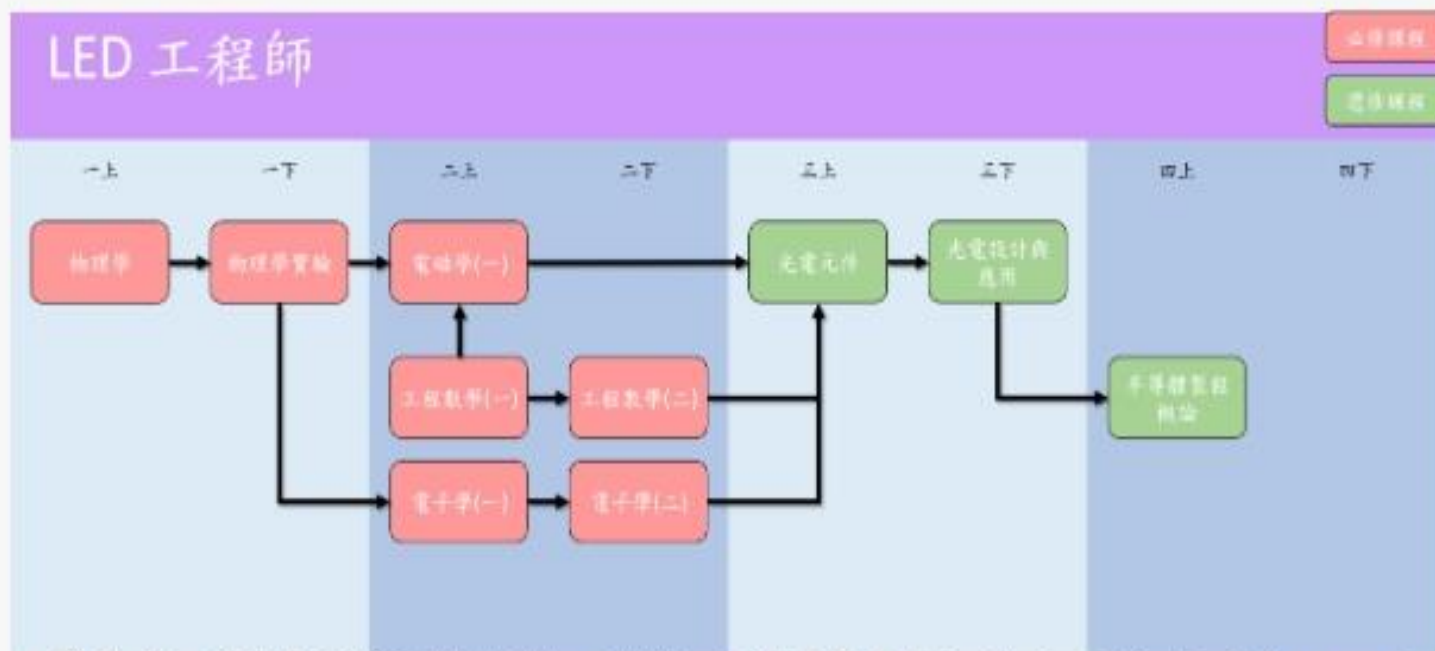 LED 工程師
必修課程
選修課程
一上
一下
二上
二下
三上
三下
四上
四下
物理學
物理學實驗
電磁學(一)
光電元件
光電設計與
應用
工程數學(一)
工程數學(二)
半導體製程
概論
電子學(一)
電子學(二)